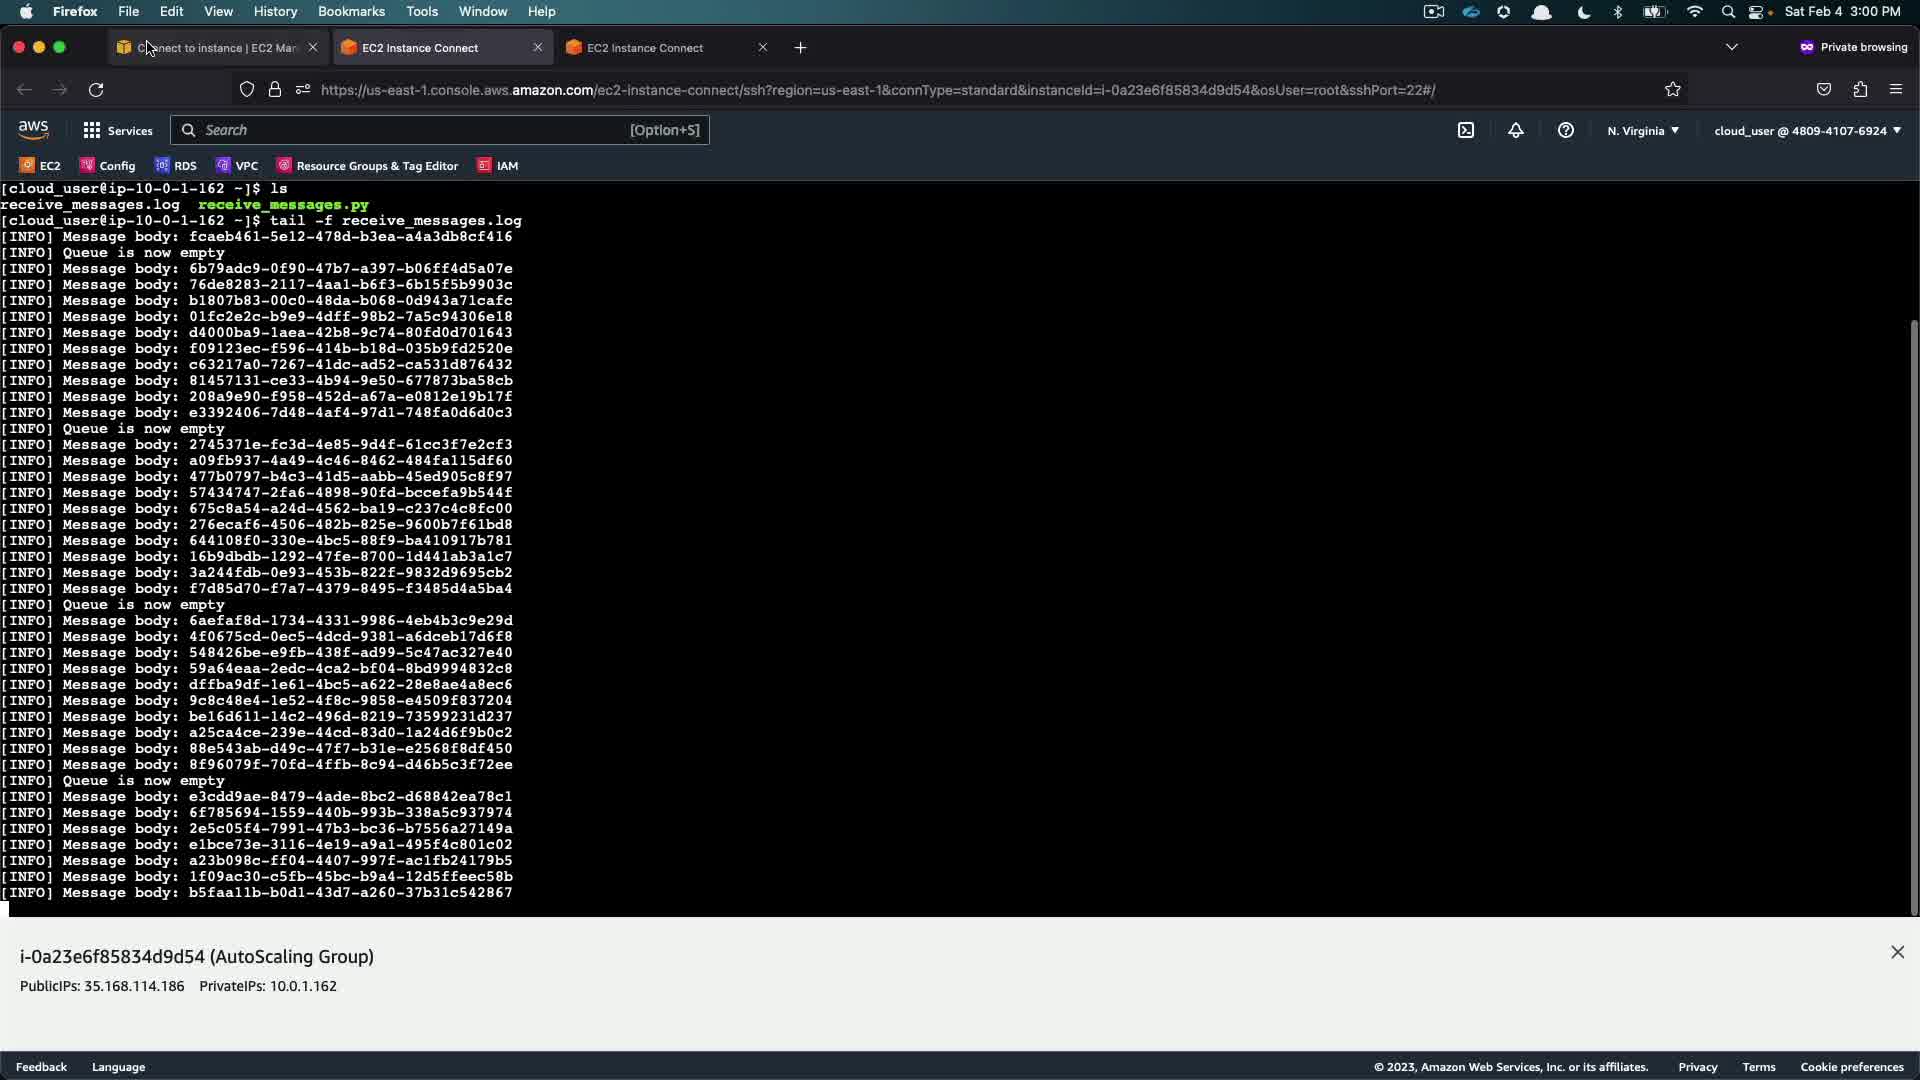 Firefox File Edit View History Bookmarks Tools Window Help Sat Feb 4 3:00 PM
Connect to instance | EC2 Man EC2 Instance Connect EC2 Instance Connect Private browsing
https://us-east-1.console.aws.amazon.com/ec2-instance-connect/ssh?region=us-east-1&connType=standard&instanceId=i-0a23e6f85834d9d54&osUser=root&sshPort=22#/
aws Services Search [Option+S] N. Virginia cloud_user @ 4809-4107-6924
EC2 Config RDS VPC Resource Groups & Tag Editor IAM
[cloud_user@ip-10-0-1-162 ~]$ ls
receive_messages.log receive_messages.py
[cloud_user@ip-10-0-1-162 ~]$ tail -f receive_messages.log
[INFO] Message body: fcaeb461-5e12-478d-b3ea-a4a3db8cf416
[INFO] Queue is now empty
[INFO] Message body: 6b79adc9-0f90-47b7-a397-b06ff4d5a07e
[INFO] Message body: 76de8283-2117-4aa1-b6f3-6b15f5b9903c
[INFO] Message body: b1807b83-00c0-48da-b068-0d943a71cafc
[INFO] Message body: 01fc2e2c-b9e9-4dff-98b2-7a5c94306e18
[INFO] Message body: d4000ba9-1aea-42b8-9c74-80fd0d701643
[INFO] Message body: f09123ec-f596-414b-b18d-035b9fd2520e
[INFO] Message body: c63217a0-7267-41dc-ad52-ca531d876432
[INFO] Message body: 81457131-ce33-4b94-9e50-677873ba58cb
[INFO] Message body: 208a9e90-f958-452d-a67a-e0812e19b17f
[INFO] Message body: e3392406-7d48-4af4-97d1-748fa0d6d0c3
[INFO] Queue is now empty
[INFO] Message body: 2745371e-fc3d-4e85-9d4f-61cc3f7e2cf3
[INFO] Message body: a09fb937-4a49-4c46-8462-484fa115df60
[INFO] Message body: 477b0797-b4c3-41d5-aabb-45ed905c8f97
[INFO] Message body: 57434747-2fa6-4898-90fd-bccefa9b544f
[INFO] Message body: 675c8a54-a24d-4562-ba19-c237c4c8fc00
[INFO] Message body: 276ecaf6-4506-482b-825e-9600b7f61bd8
[INFO] Message body: 644108f0-330e-4bc5-88f9-ba410917b781
[INFO] Message body: 16b9dbdb-1292-47fe-8700-1d441ab3a1c7
[INFO] Message body: 3a244fdb-0e93-453b-822f-9832d9695cb2
[INFO] Message body: f7d85d70-f7a7-4379-8495-f3485d4a5ba4
[INFO] Queue is now empty
[INFO] Message body: 6aefaf8d-1734-4331-9986-4eb4b3c9e29d
[INFO] Message body: 4f0675cd-0ec5-4dcd-9381-a6dceb17d6f8
[INFO] Message body: 548426be-e9fb-438f-ad99-5c47ac327e40
[INFO] Message body: 59a64eaa-2edc-4ca2-bf04-8bd9994832c8
[INFO] Message body: dffba9df-1e61-4bc5-a622-28e8ae4a8ec6
[INFO] Message body: 9c8c48e4-1e52-4f8c-9858-e4509f837204
[INFO] Message body: be16d611-14c2-496d-8219-73599231d237
[INFO] Message body: a25ca4ce-239e-44cd-83d0-1a24d6f9b0c2
[INFO] Message body: 88e543ab-d49c-47f7-b31e-e2568f8df450
[INFO] Message body: 8f96079f-70fd-4ffb-8c94-d46b5c3f72ee
[INFO] Queue is now empty
[INFO] Message body: e3cdd9ae-8479-4ade-8bc2-d68842ea78c1
[INFO] Message body: 6f785694-1559-440b-993b-338a5c937974
[INFO] Message body: 2e5c05f4-7991-47b3-bc36-b7556a27149a
[INFO] Message body: e1bce73e-3116-4e19-a9a1-495f4c801c02
[INFO] Message body: a23b098c-ff04-4407-997f-ac1fb24179b5
[INFO] Message body: 1f09ac30-c5fb-45bc-b9a4-12d5ffeec58b
[INFO] Message body: b5faa11b-b0d1-43d7-a260-37b31c542867
i-0a23e6f85834d9d54 (AutoScaling Group)
PublicIPs: 35.168.114.186 PrivateIPs: 10.0.1.162
Feedback Language © 2023, Amazon Web Services, Inc. or its affiliates. Privacy Terms Cookie preferences